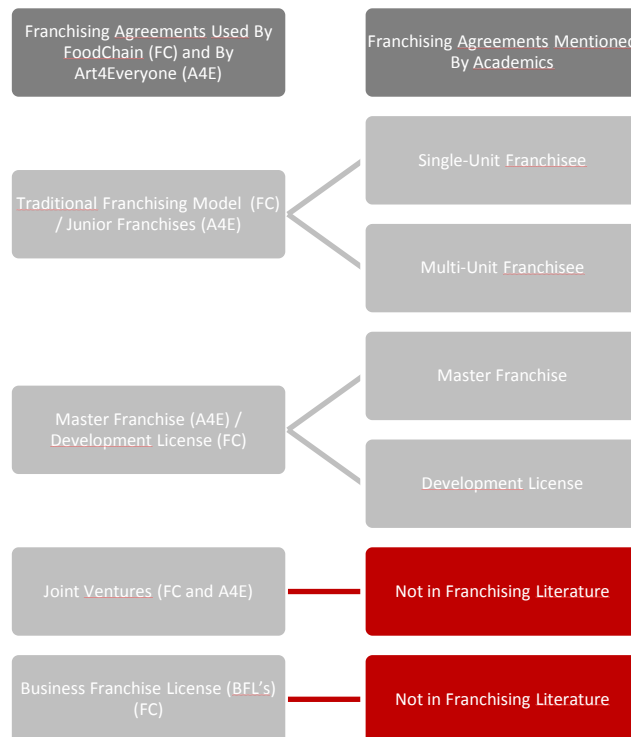 Franchising Agreements Used By
FoodChain (FC) and By
Art4Everyone (A4E)
Franchising Agreements Mentioned
By Academics
Traditional Franchising Model (FC)
/ Junior Franchises (A4E)
Single-Unit Franchisee
Multi-Unit Franchisee
Master Franchise (A4E) /
Development License (FC)
Master Franchise
Development License
Joint Ventures (FC and A4E)
Not in Franchising Literature
Business Franchise License (BFL's)
(FC)
Not in Franchising Literature